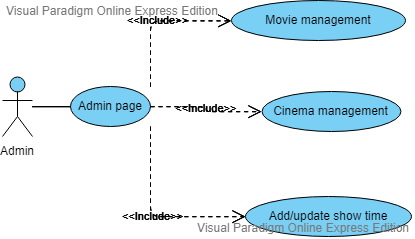 Visual Paradigm Online Express Edition
<<Include>>
Movie management
Admin page
<<Include>>
Cinema management
Admin
<<Include>>
Add/update show time
Visual Paradigm Online Express Edition